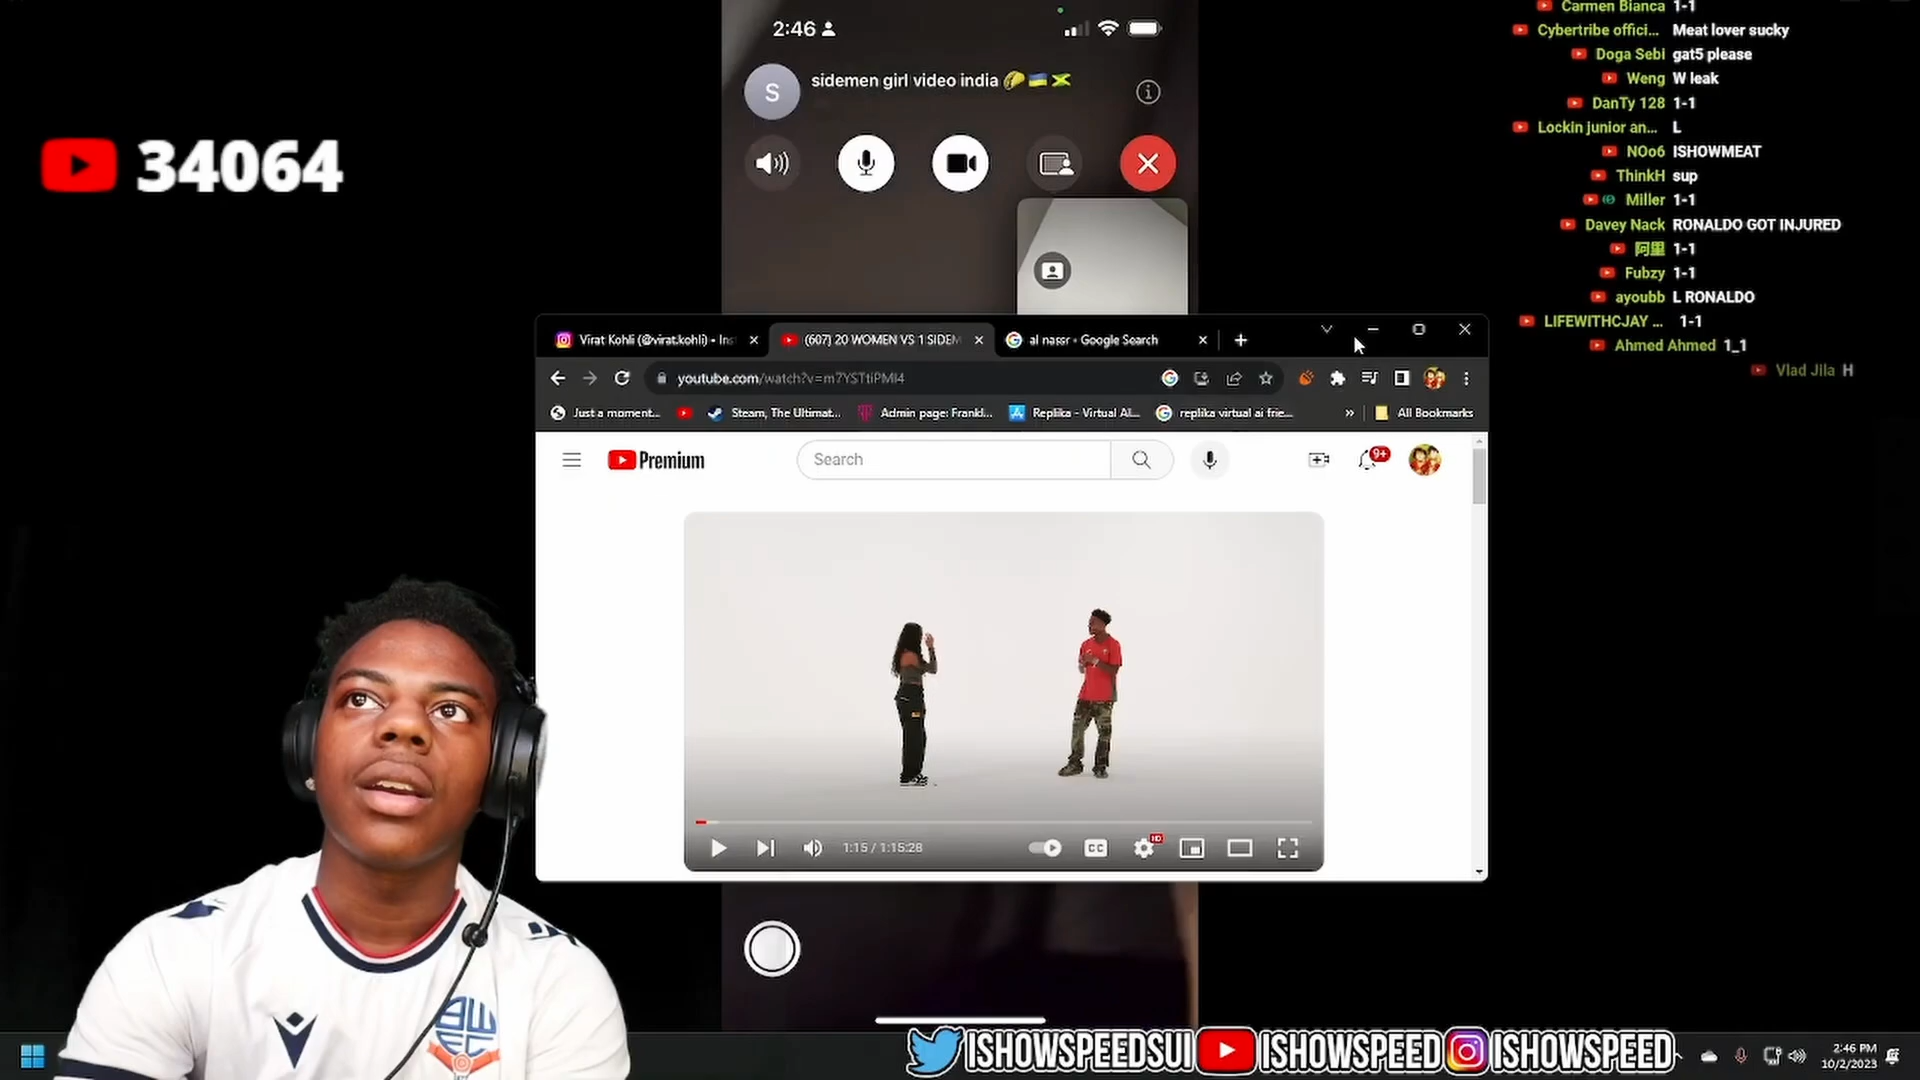 34064
2:46
S
sidemen girl video india 🌮🇺🇦🇯🇲
Carmen Bianca 1-1
Cybertribe offici... Meat lover sucky
Doga Sebi gat5 please
Weng W leak
DanTy 128 1-1
Lockin junior an... L
NOo6 ISHOWMEAT
ThinkH sup
Miller 1-1
Davey Nack RONALDO GOT INJURED
阿里 1-1
Fubzy 1-1
ayoubb L RONALDO
LIFEWITHCJAY ... 1-1
Ahmed Ahmed 1_1
Vlad Jila H
Virat Kohli (@virat.kohli) • Ins
(607) 20 WOMEN VS 1 SIDEM
al nassr - Google Search
youtube.com/watch?v=m7YSTtiPMI4
Just a moment...
Steam, The Ultimat...
Admin page: Frankl...
Replika - Virtual AI...
replika virtual ai frie...
»
All Bookmarks
Premium
Search
9+
1:15 / 1:15:28
CC
HD
BWFC
ISHOWSPEEDSUI
ISHOWSPEED
ISHOWSPEED
2:46 PM
10/2/2023